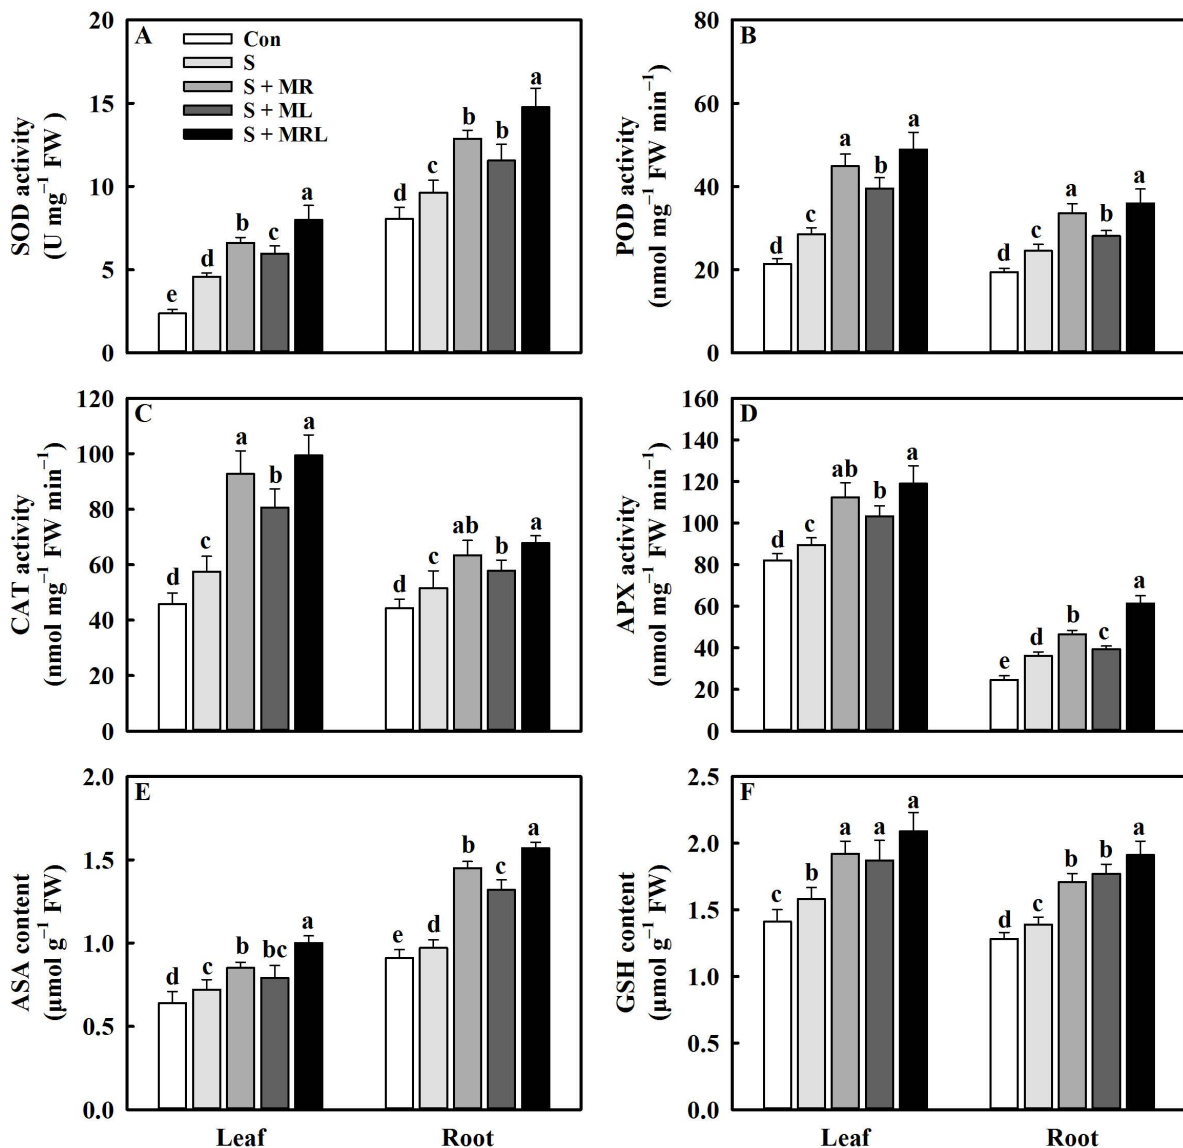 A
Con
S
S + MR
S + ML
S + MRL
SOD activity
(U mg⁻¹ FW )
20
15
10
5
0
e
d
b
c
a
d
c
b
b
a
B
POD activity
(nmol mg⁻¹ FW min⁻¹)
80
60
40
20
0
d
c
a
b
a
d
c
a
b
a
C
CAT activity
(nmol mg⁻¹ FW min⁻¹)
120
100
80
60
40
20
0
d
c
a
b
a
d
c
ab
b
a
D
APX activity
(nmol mg⁻¹ FW min⁻¹)
160
140
120
100
80
60
40
20
0
d
c
ab
b
a
e
d
b
c
a
E
ASA content
(μmol g⁻¹ FW)
2.0
1.5
1.0
0.5
0.0
d
c
b
bc
a
e
d
b
c
a
Leaf
Root
F
GSH content
(μmol g⁻¹ FW)
2.5
2.0
1.5
1.0
0.5
0.0
c
b
a
a
a
d
c
b
b
a
Leaf
Root